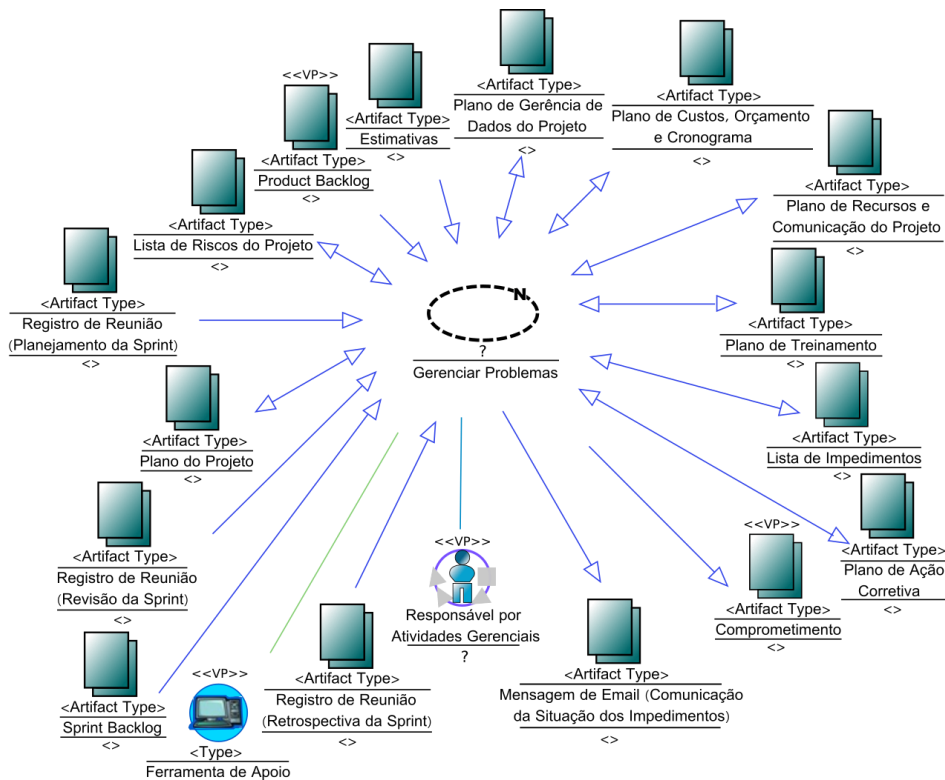 <Artifact Type>
Plano de Gerência de
Dados do Projeto
<>
<Artifact Type>
Plano de Custos, Orçamento
e Cronograma
<>
<Artifact Type>
Estimativas
<>
<<VP>>
<Artifact Type>
Product Backlog
<>
<Artifact Type>
Plano de Recursos e
Comunicação do Projeto
<>
<Artifact Type>
Lista de Riscos do Projeto
<>
<Artifact Type>
Registro de Reunião
(Planejamento da Sprint)
<>
N
?
Gerenciar Problemas
<Artifact Type>
Plano de Treinamento
<>
<Artifact Type>
Plano do Projeto
<>
<Artifact Type>
Lista de Impedimentos
<>
<Artifact Type>
Registro de Reunião
(Revisão da Sprint)
<>
<Artifact Type>
Plano de Ação
Corretiva
<>
<<VP>>
<Artifact Type>
Comprometimento
<>
<<VP>>
Responsável por
Atividades Gerenciais
?
<Artifact Type>
Sprint Backlog
<>
<<VP>>
<Type>
Ferramenta de Apoio
<Artifact Type>
Registro de Reunião
(Retrospectiva da Sprint)
<>
<Artifact Type>
Mensagem de Email (Comunicação
da Situação dos Impedimentos)
<>